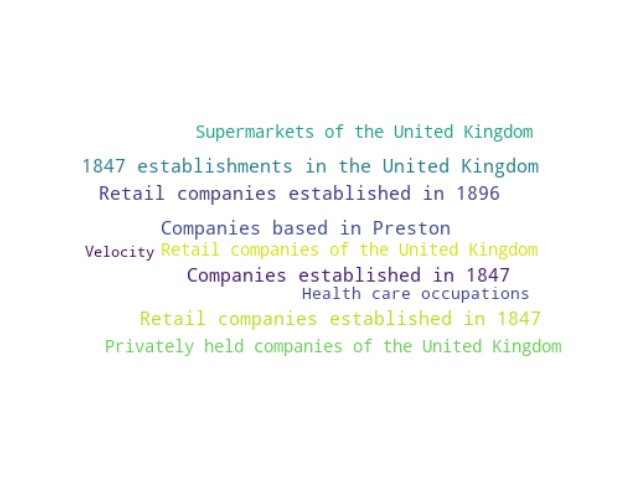 Supermarkets of the United Kingdom
1847 establishments in the United Kingdom
Retail companies established in 1896
Companies based in Preston
Velocity Retail companies of the United Kingdom
Companies established in 1847
Health care occupations
Retail companies established in 1847
Privately held companies of the United Kingdom